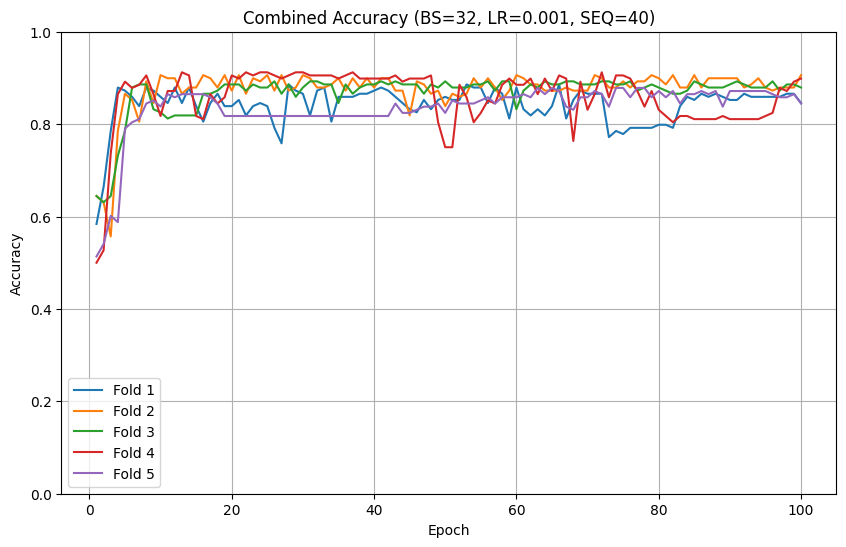 Combined Accuracy (BS=32, LR=0.001, SEQ=40)
1.0
0.8
0.6
0.4
0.2
0.0
Accuracy
Fold 1
Fold 2
Fold 3
Fold 4
Fold 5
0 20 40 60 80 100
Epoch